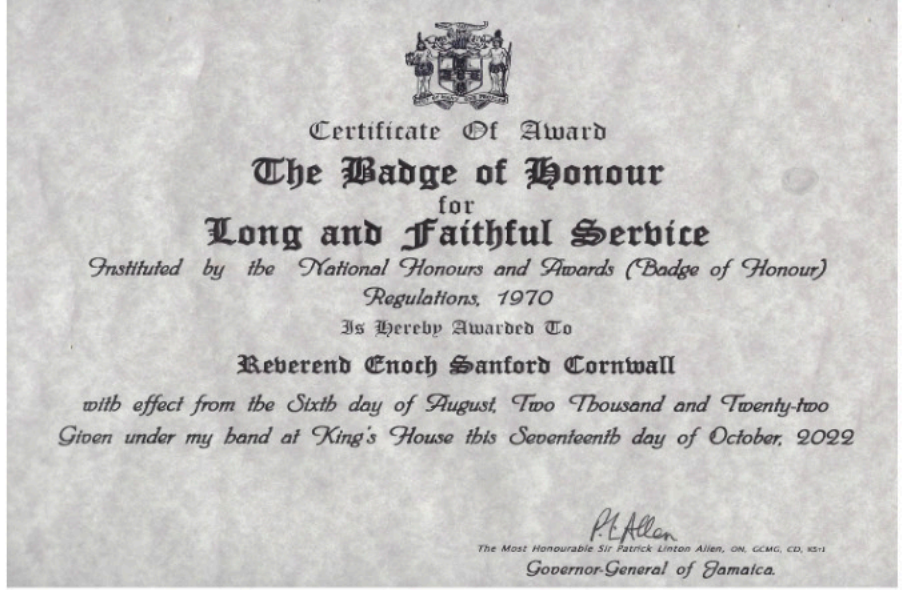 Certificate Of Award
The Badge of Honour
for
Long and Faithful Service
Instituted by the National Honours and Awards (Badge of Honour)
Regulations, 1970
Is Hereby Awarded To
Reverend Enoch Sanford Cornwall
with effect from the Sixth day of August, Two Thousand and Twenty-two
Given under my hand at King's House this Seventeenth day of October, 2022
P. L. Allen
The Most Honourable Sir Patrick Linton Allen, ON, GCMG, CD, KStJ
Governor-General of Jamaica.